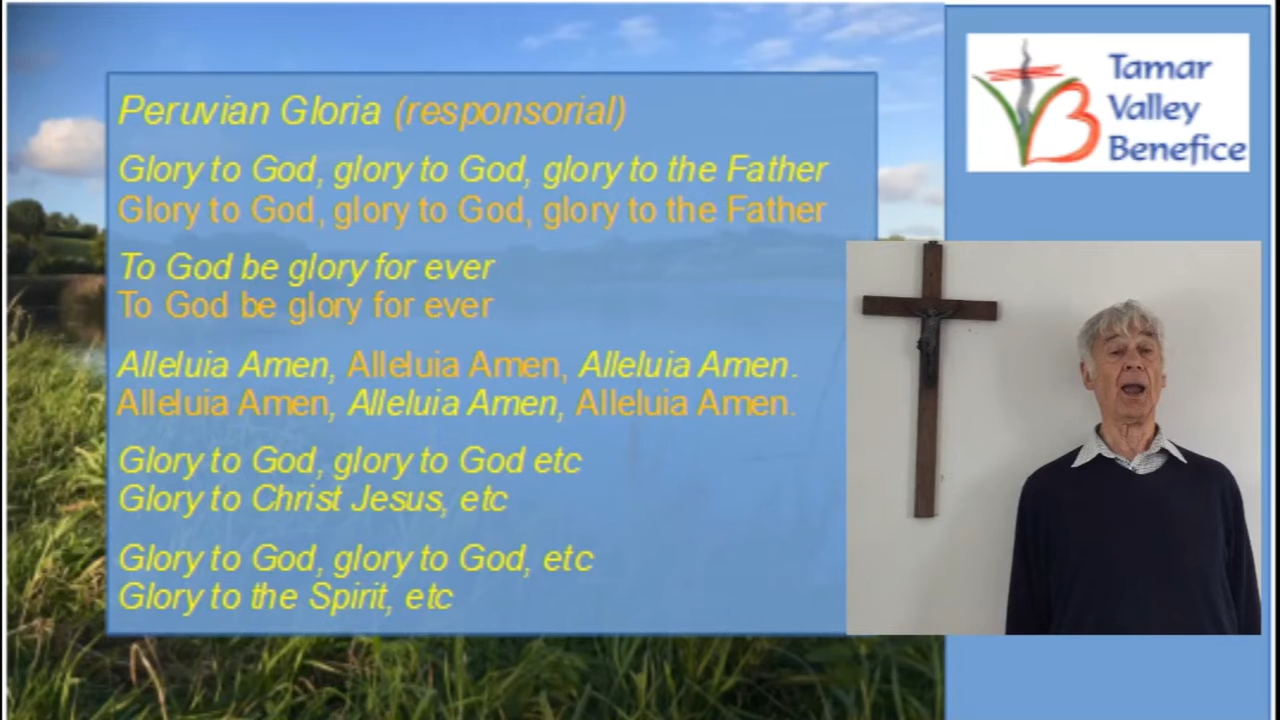 Peruvian Gloria (responsorial)
Glory to God, glory to God, glory to the Father
Glory to God, glory to God, glory to the Father
To God be glory for ever
To God be glory for ever
Alleluia Amen, Alleluia Amen, Alleluia Amen.
Alleluia Amen, Alleluia Amen, Alleluia Amen.
Glory to God, glory to God etc
Glory to Christ Jesus, etc
Glory to God, glory to God, etc
Glory to the Spirit, etc
Tamar
Valley
Benefice